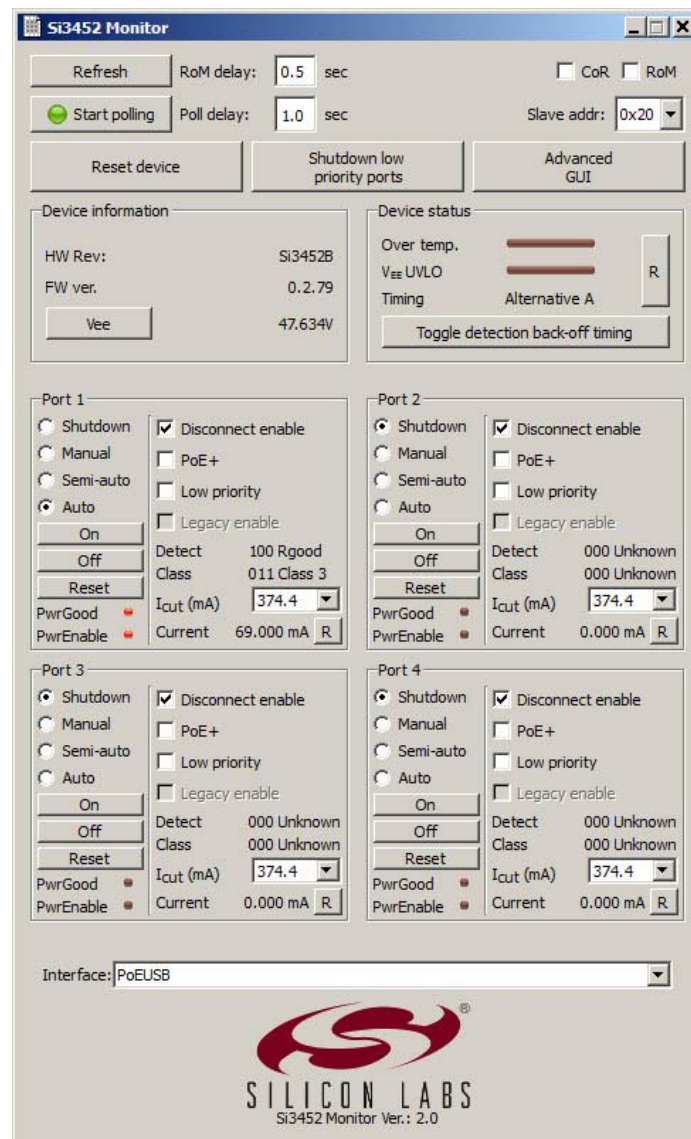 Si3452 Monitor
Refresh RoM delay: 0.5 sec CoR RoM
Start polling Poll delay: 1.0 sec Slave addr: 0x20
Reset device Shutdown low priority ports Advanced GUI
Device information
HW Rev: Si3452B
FW ver. 0.2.79
Vee 47.634V
Device status
Over temp.
VEE UVLO R
Timing Alternative A
Toggle detection back-off timing
Port 1
Shutdown Disconnect enable
Manual PoE+
Semi-auto Low priority
Auto Legacy enable
On
Off Detect 100 Rgood
Reset Class 011 Class 3
PwrGood Icut (mA) 374.4
PwrEnable Current 69.000 mA R
Port 2
Shutdown Disconnect enable
Manual PoE+
Semi-auto Low priority
Auto Legacy enable
On
Off Detect 000 Unknown
Reset Class 000 Unknown
PwrGood Icut (mA) 374.4
PwrEnable Current 0.000 mA R
Port 3
Shutdown Disconnect enable
Manual PoE+
Semi-auto Low priority
Auto Legacy enable
On
Off Detect 000 Unknown
Reset Class 000 Unknown
PwrGood Icut (mA) 374.4
PwrEnable Current 0.000 mA R
Port 4
Shutdown Disconnect enable
Manual PoE+
Semi-auto Low priority
Auto Legacy enable
On
Off Detect 000 Unknown
Reset Class 000 Unknown
PwrGood Icut (mA) 374.4
PwrEnable Current 0.000 mA R
Interface: PoEUSB
®
SILICON LABS
Si3452 Monitor Ver.: 2.0